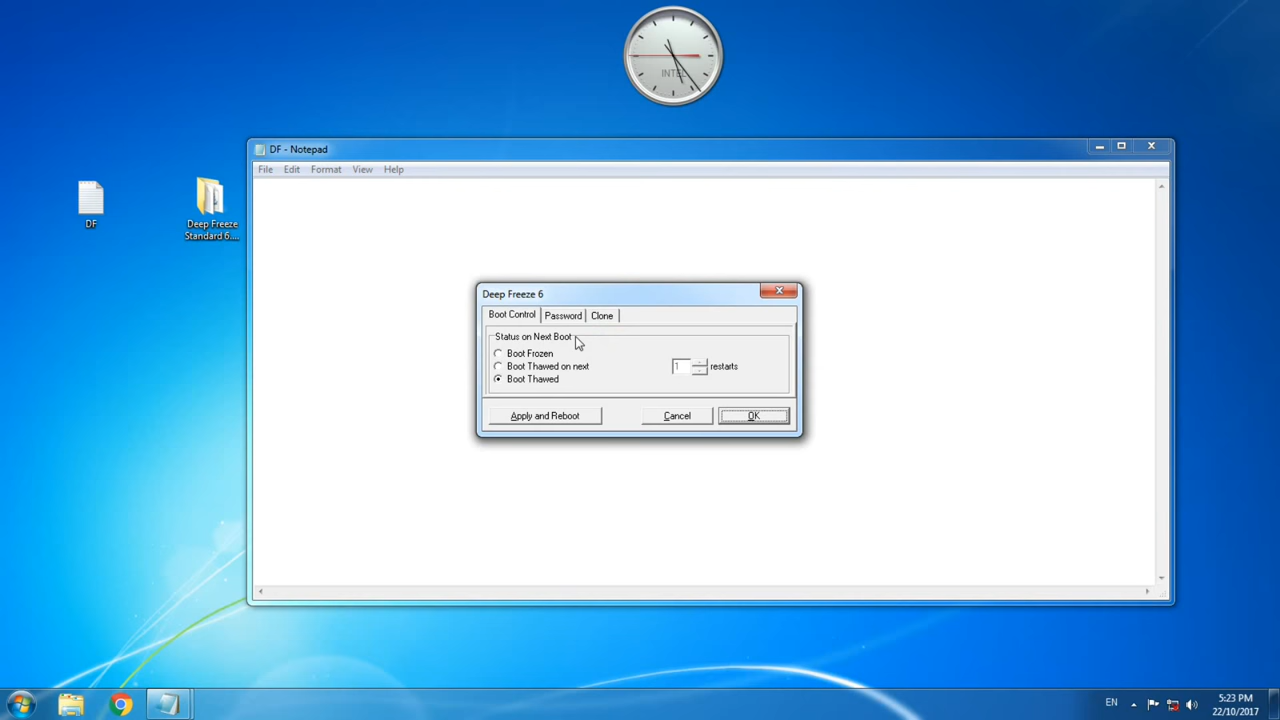 INTEL
DF - Notepad
File Edit Format View Help
DF
Deep Freeze
Standard 6....
Deep Freeze 6
Boot Control Password Clone
Status on Next Boot
Boot Frozen
Boot Thawed on next 1 restarts
Boot Thawed
Apply and Reboot Cancel OK
EN 5:23 PM
22/10/2017